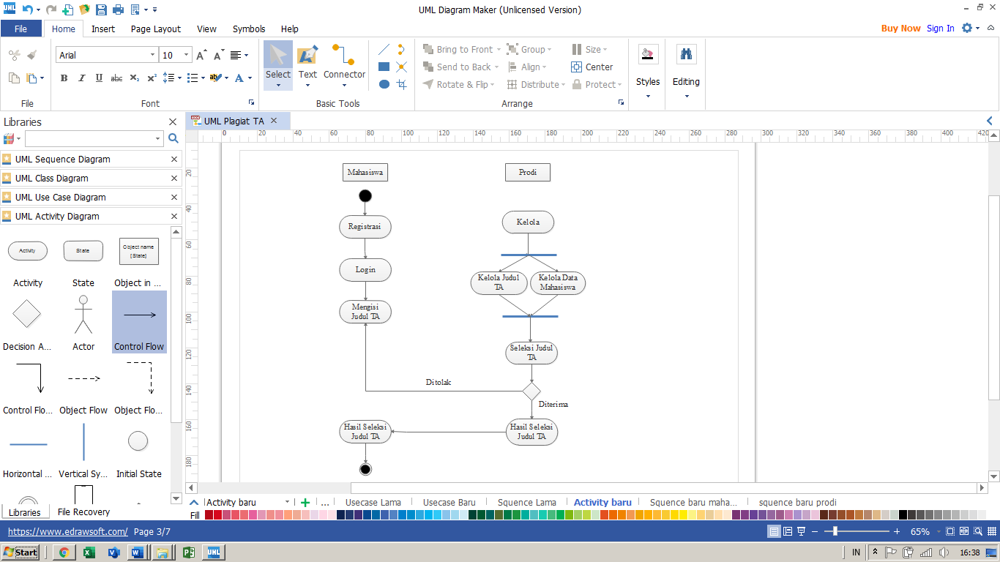 UML Diagram Maker (Unlicensed Version)
File Home Insert Page Layout View Symbols Help
Buy Now Sign In
Arial 10
Select Text Connector
Bring to Front Group Size
Send to Back Align Center
Rotate & Flip Distribute Protect
Styles Editing
File Font Basic Tools Arrange
Libraries
UML Plagiat TA
UML Sequence Diagram
UML Class Diagram
UML Use Case Diagram
UML Activity Diagram
Activity
State
Object name
[State]
Activity State Object in ...
Decision A... Actor Control Flow
Control Flo... Object Flow Object Flo...
Horizontal ... Vertical Sy... Initial State
Libraries File Recovery
0 20 40 60 80 100 120 140 160 180 200 220 240 260 280 300 320 340 360 380 400 420
20
40
60
80
100
120
140
160
180
Mahasiswa
Prodi
Registrasi
Kelola
Login
Kelola Judul
TA
Kelola Data
Mahasiswa
Mengisi
Judul TA
Seleksi Judul
TA
Ditolak
Diterima
Hasil Seleksi
Judul TA
Hasil Seleksi
Judul TA
Activity baru ... Usecase Lama Usecase Baru Squence Lama Activity baru Squence baru maha... squence baru prodi
Fill
https://www.edrawsoft.com/ Page 3/7 65%
Start IN 16:38